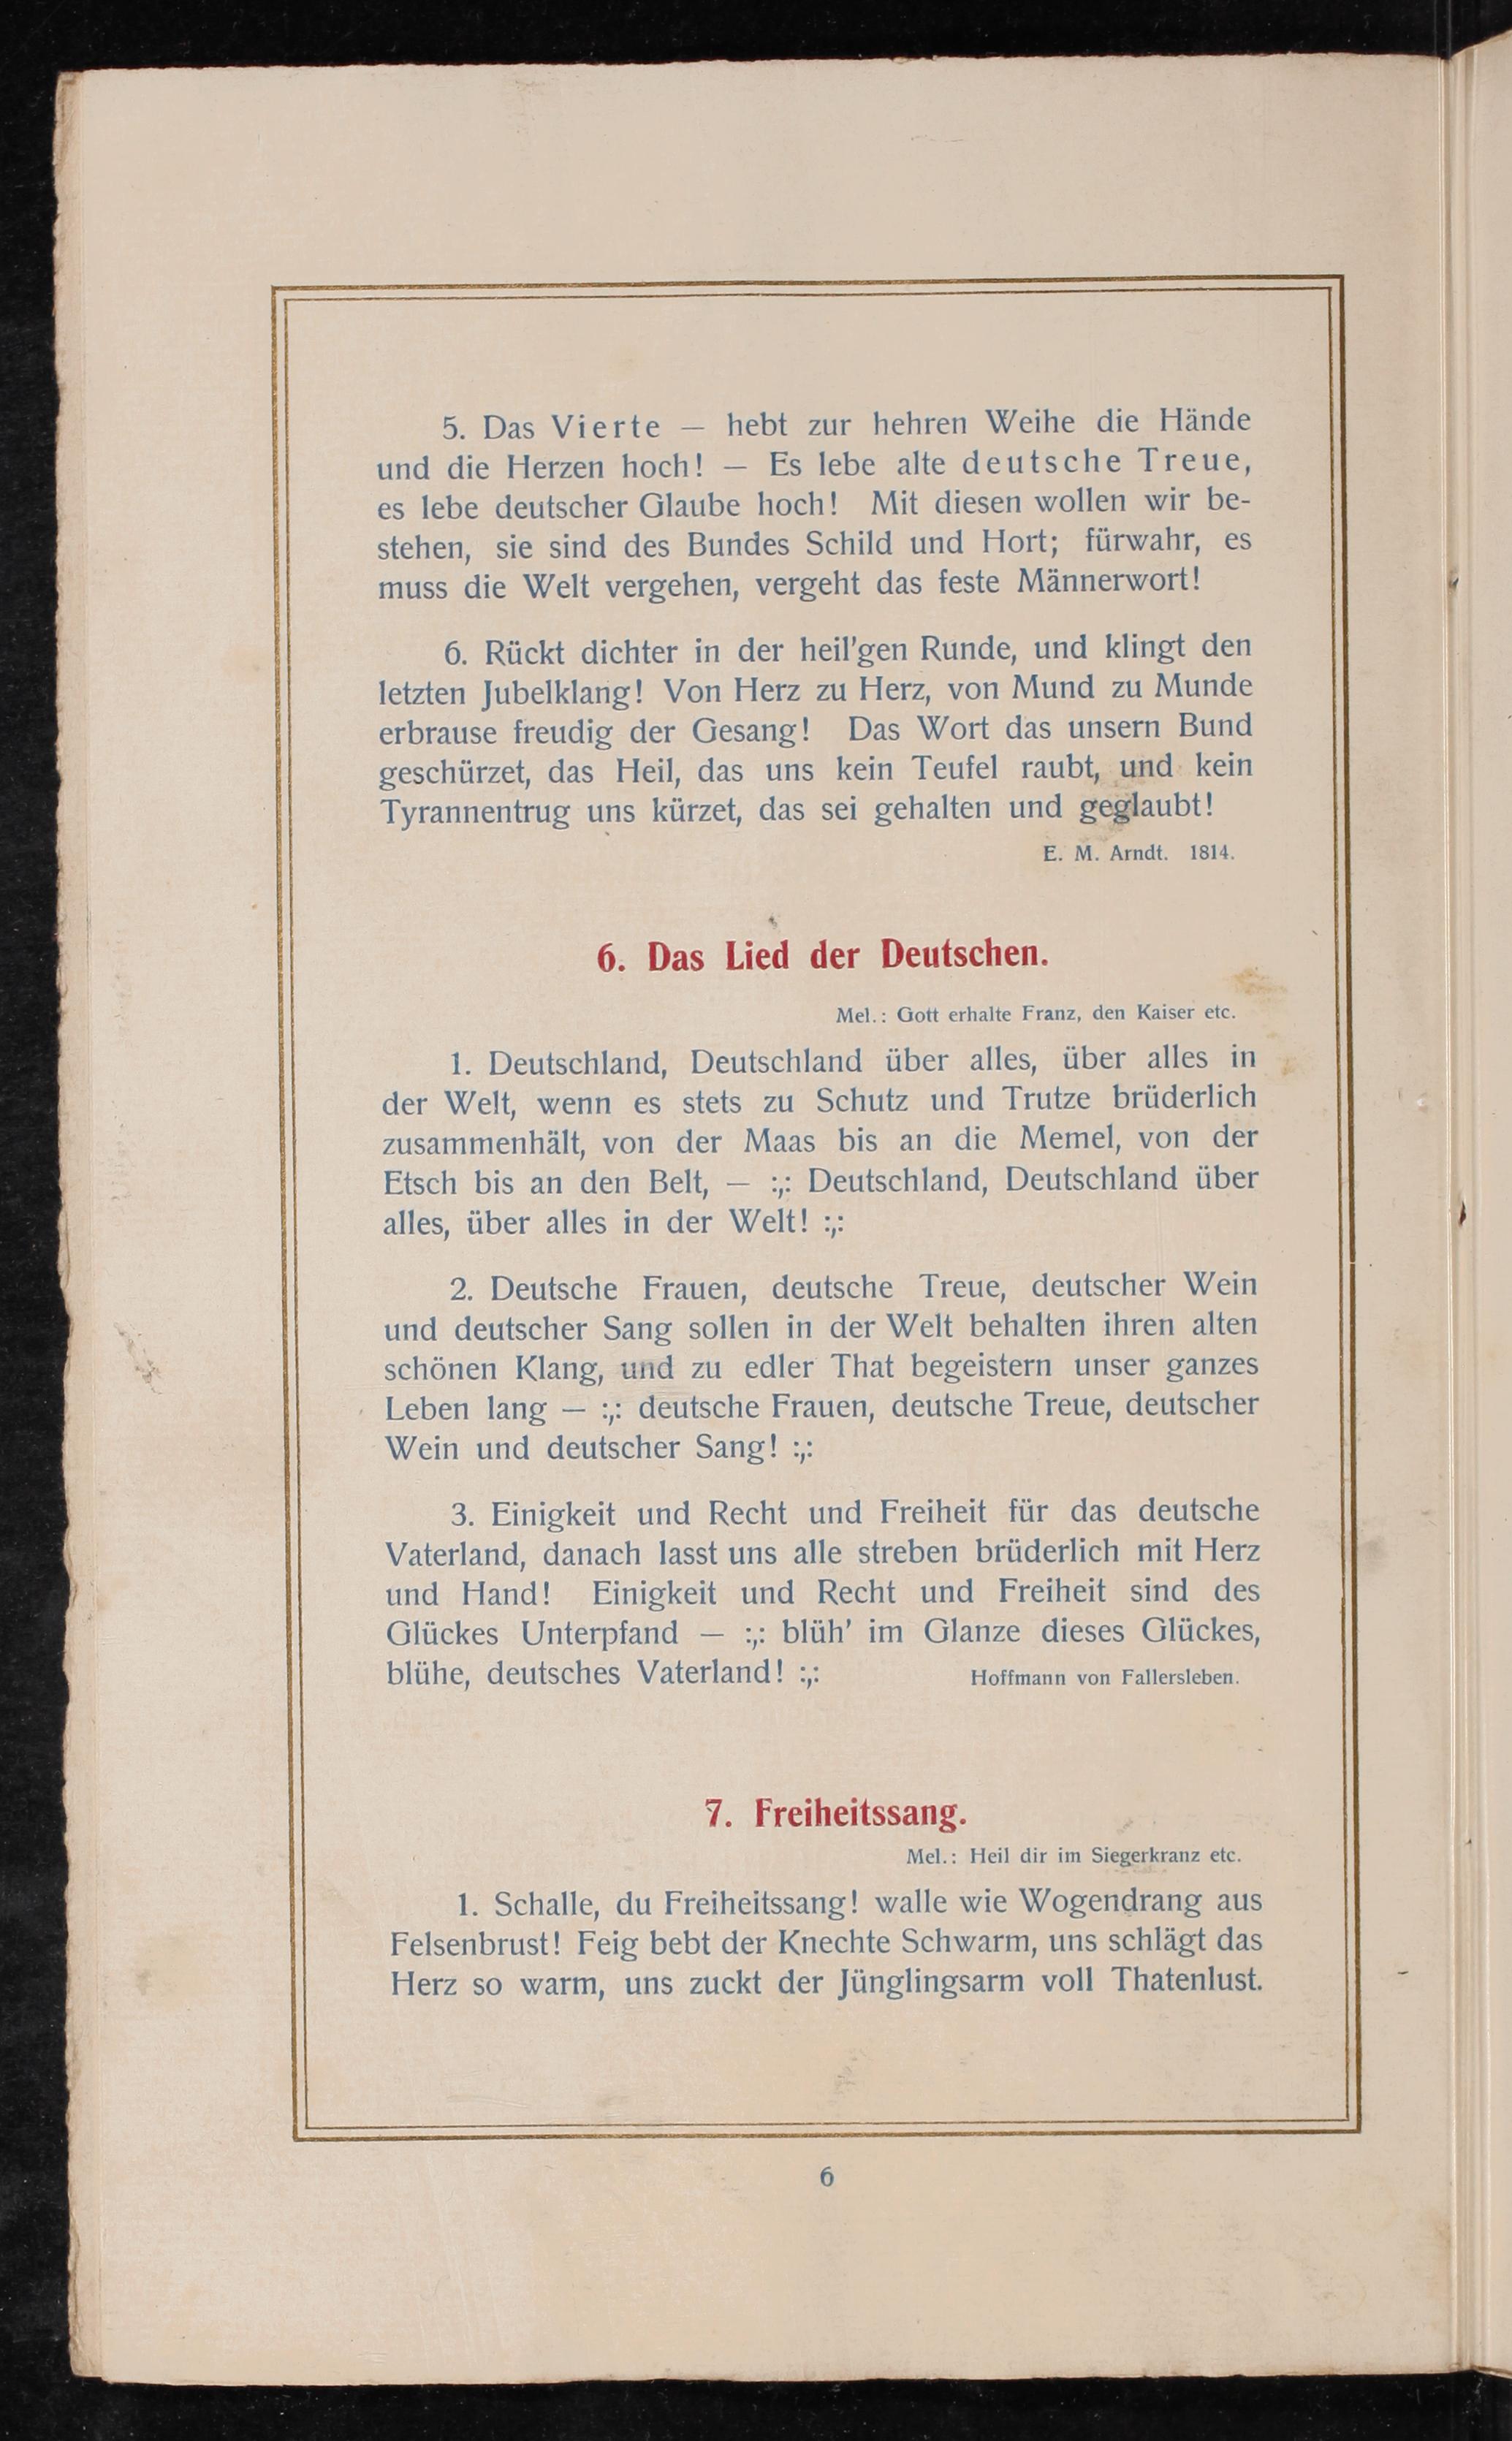 5. Das Vierte — hebt zur hehren Weihe die Hände
und die Herzen hoch! — Es lebe alte deutsche Treue,
es lebe deutscher Glaube hoch! Mit diesen wollen wir be-
stehen, sie sind des Bundes Schild und Hort; fürwahr, es
muss die Welt vergehen, vergeht das feste Männerwort!
6. Rückt dichter in der heil'gen Runde, und klingt den
letzten Jubelklang! Von Herz zu Herz, von Mund zu Munde
erbrause freudig der Gesang! Das Wort das unsern Bund
geschürzet, das Heil, das uns kein Teufel raubt, und kein
Tyrannentrug uns kürzet, das sei gehalten und geglaubt!
E. M. Arndt. 1814.
6. Das Lied der Deutschen.
Mel.: Gott erhalte Franz, den Kaiser etc.
1. Deutschland, Deutschland über alles, über alles in
der Welt, wenn es stets zu Schutz und Trutze brüderlich
zusammenhält, von der Maas bis an die Memel, von der
Etsch bis an den Belt, — :,: Deutschland, Deutschland über
alles, über alles in der Welt! :,:
2. Deutsche Frauen, deutsche Treue, deutscher Wein
und deutscher Sang sollen in der Welt behalten ihren alten
schönen Klang, und zu edler That begeistern unser ganzes
Leben lang — :,: deutsche Frauen, deutsche Treue, deutscher
Wein und deutscher Sang! :,:
3. Einigkeit und Recht und Freiheit für das deutsche
Vaterland, danach lasst uns alle streben brüderlich mit Herz
und Hand! Einigkeit und Recht und Freiheit sind des
Glückes Unterpfand — :,: blüh' im Glanze dieses Glückes,
blühe, deutsches Vaterland! :,: Hoffmann von Fallersleben.
7. Freiheitssang.
Mel.: Heil dir im Siegerkranz etc.
1. Schalle, du Freiheitssang! walle wie Wogendrang aus
Felsenbrust! Feig bebt der Knechte Schwarm, uns schlägt das
Herz so warm, uns zuckt der Jünglingsarm voll Thatenlust.
6